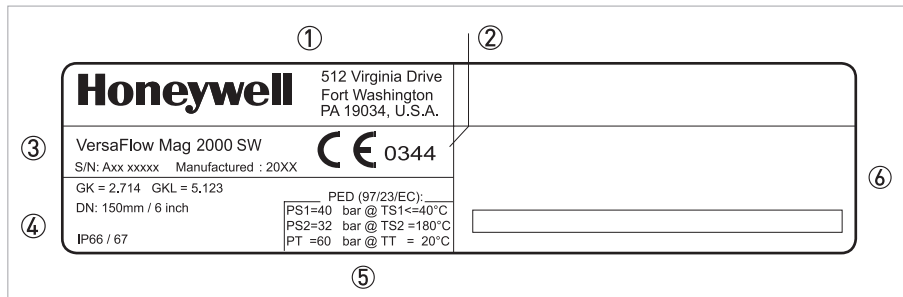 ① ②
Honeywell
512 Virginia Drive
Fort Washington
PA 19034, U.S.A.
③
VersaFlow Mag 2000 SW
CE 0344
S/N: Axx xxxxx Manufactured : 20XX
⑥
GK = 2.714 GKL = 5.123
DN: 150mm / 6 inch
④
IP66 / 67
PED (97/23/EC):
PS1=40 bar @ TS1<=40°C
PS2=32 bar @ TS2 =180°C
PT =60 bar @ TT = 20°C
⑤